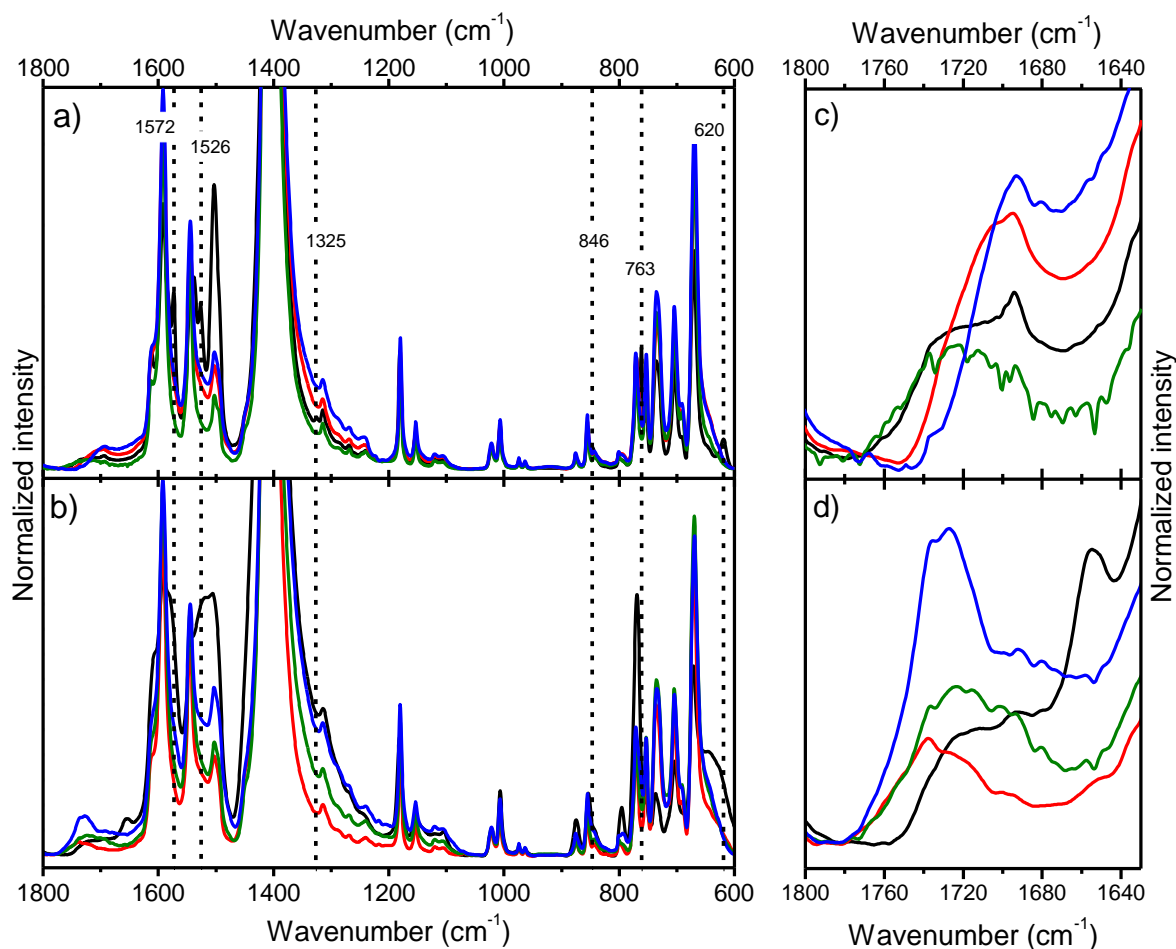 Wavenumber (cm⁻¹)
Wavenumber (cm⁻¹)
1800 1600 1400 1200 1000 800 600
1800 1760 1720 1680 1640
a)
c)
1572
1526
620
1325
846
763
Normalized intensity
b)
d)
Normalized intensity
Normalized intensity
1800 1600 1400 1200 1000 800 600
1800 1760 1720 1680 1640
Wavenumber (cm⁻¹)
Wavenumber (cm⁻¹)